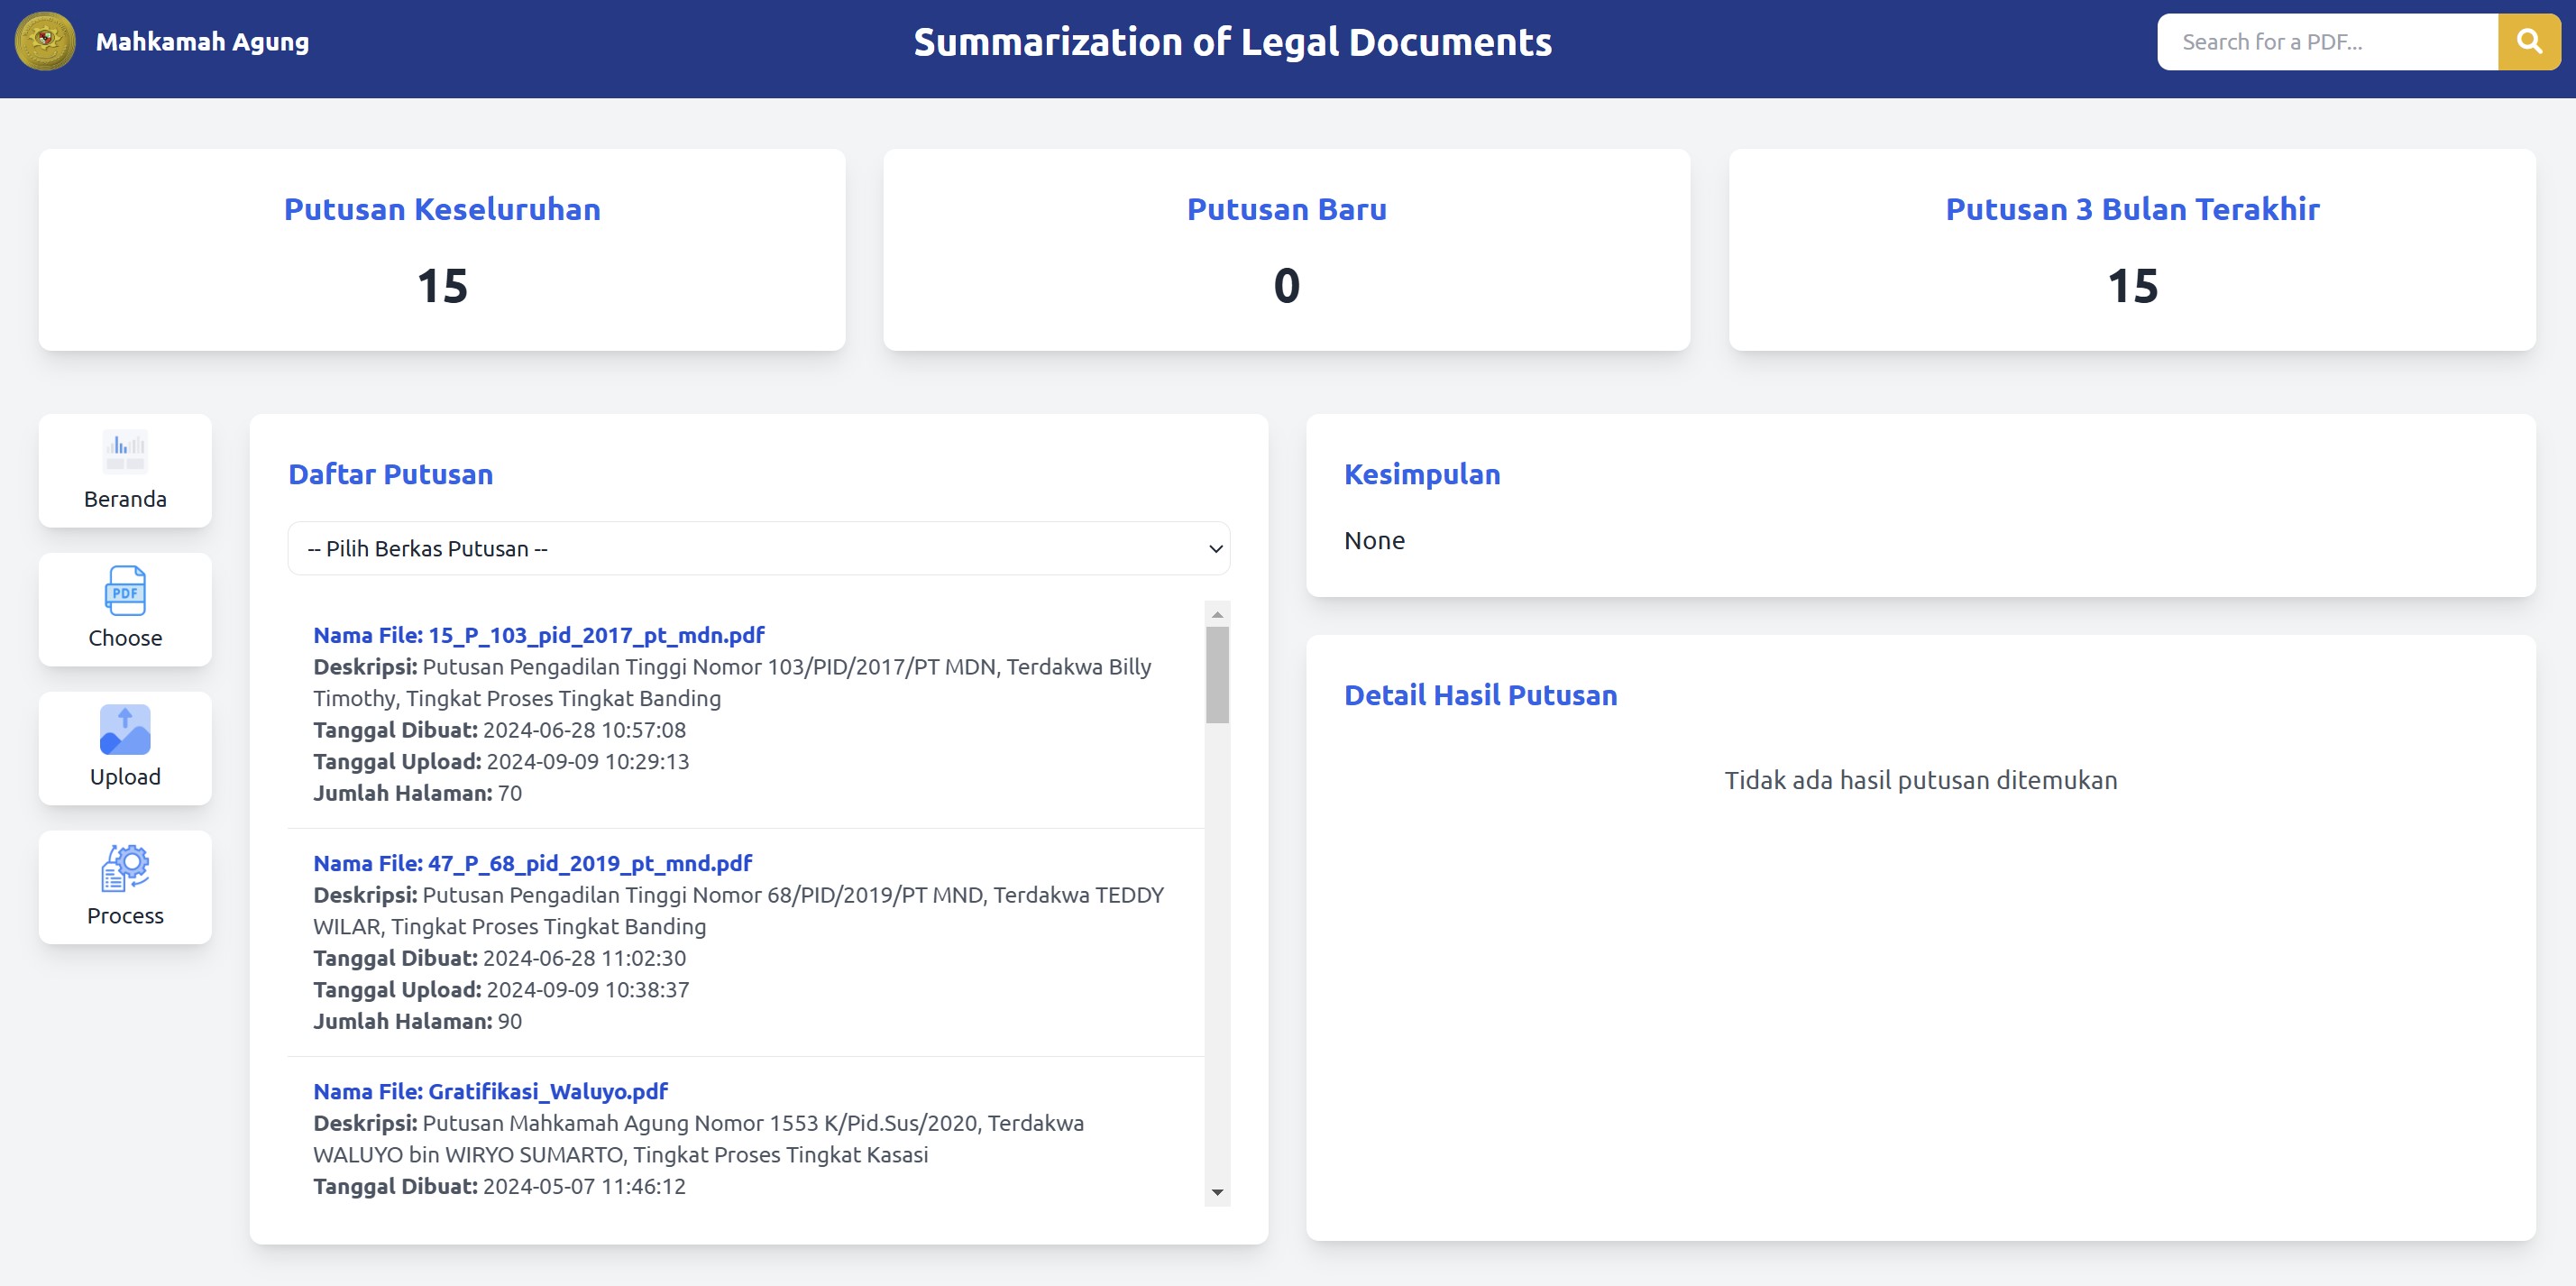 Mahkamah Agung
Summarization of Legal Documents
Search for a PDF...
Putusan Keseluruhan
15
Putusan Baru
0
Putusan 3 Bulan Terakhir
15
Beranda
PDF
Choose
Upload
Process
Daftar Putusan
-- Pilih Berkas Putusan --
Nama File: 15_P_103_pid_2017_pt_mdn.pdf
Deskripsi: Putusan Pengadilan Tinggi Nomor 103/PID/2017/PT MDN, Terdakwa Billy
Timothy, Tingkat Proses Tingkat Banding
Tanggal Dibuat: 2024-06-28 10:57:08
Tanggal Upload: 2024-09-09 10:29:13
Jumlah Halaman: 70
Nama File: 47_P_68_pid_2019_pt_mnd.pdf
Deskripsi: Putusan Pengadilan Tinggi Nomor 68/PID/2019/PT MND, Terdakwa TEDDY
WILAR, Tingkat Proses Tingkat Banding
Tanggal Dibuat: 2024-06-28 11:02:30
Tanggal Upload: 2024-09-09 10:38:37
Jumlah Halaman: 90
Nama File: Gratifikasi_Waluyo.pdf
Deskripsi: Putusan Mahkamah Agung Nomor 1553 K/Pid.Sus/2020, Terdakwa
WALUYO bin WIRYO SUMARTO, Tingkat Proses Tingkat Kasasi
Tanggal Dibuat: 2024-05-07 11:46:12
Kesimpulan
None
Detail Hasil Putusan
Tidak ada hasil putusan ditemukan